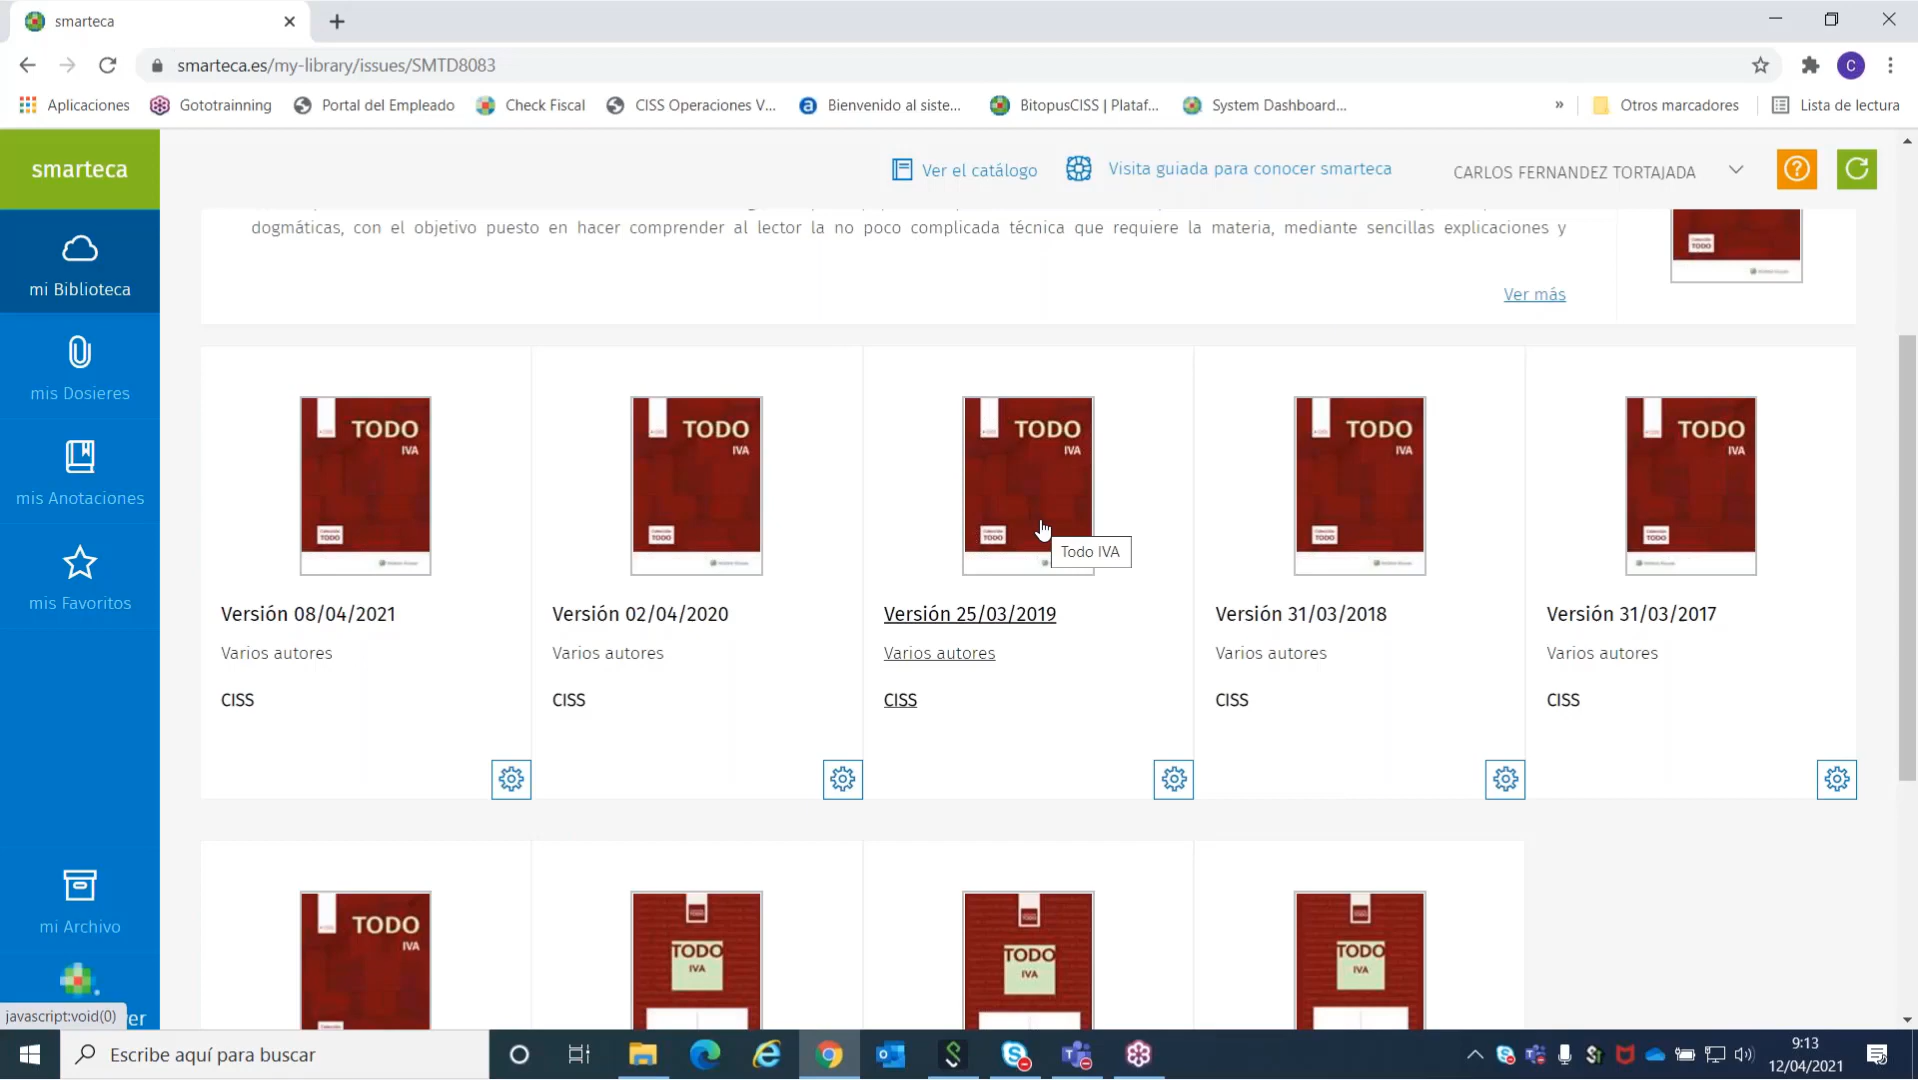 smarteca
smarteca.es/my-library/issues/SMTD8083
C
Aplicaciones
Gototrainning
Portal del Empleado
Check Fiscal
CISS Operaciones V...
Bienvenido al siste...
BitopusCISS | Plataf...
System Dashboard...
»
Otros marcadores
Lista de lectura
smarteca
Ver el catálogo
Visita guiada para conocer smarteca
CARLOS FERNANDEZ TORTAJADA
dogmáticas, con el objetivo puesto en hacer comprender al lector la no poco complicada técnica que requiere la materia, mediante sencillas explicaciones y
Ver más
mi Biblioteca
mis Dosieres
mis Anotaciones
mis Favoritos
mi Archivo
TODO
IVA
TODO
Versión 08/04/2021
Varios autores
CISS
TODO
IVA
TODO
Versión 02/04/2020
Varios autores
CISS
TODO
IVA
TODO
Todo IVA
Versión 25/03/2019
Varios autores
CISS
TODO
IVA
TODO
Versión 31/03/2018
Varios autores
CISS
TODO
IVA
TODO
Versión 31/03/2017
Varios autores
CISS
TODO
IVA
TODO
IVA
TODO
IVA
TODO
IVA
javascript:void(0)
er
Escribe aquí para buscar
9:13
12/04/2021